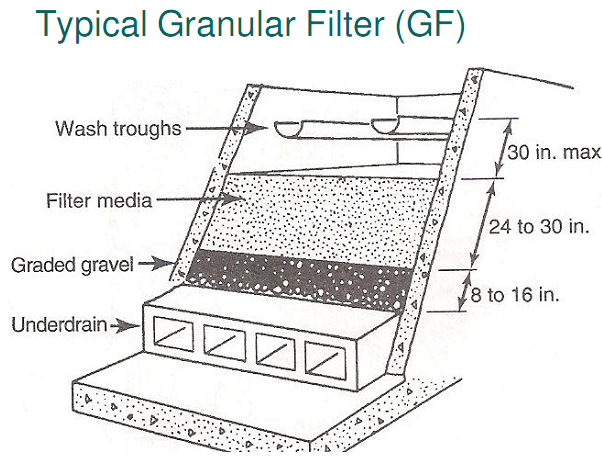 Typical Granular Filter (GF)
Wash troughs
30 in. max
Filter media
24 to 30 in.
Graded gravel
8 to 16 in.
Underdrain